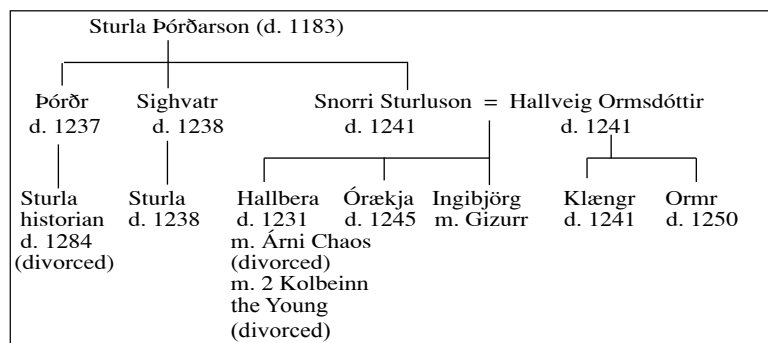 Sturla Þórðarson (d. 1183)
Þórðr Sighvatr Snorri Sturluson = Hallveig Ormsdóttir
d. 1237 d. 1238 d. 1241 d. 1241
Sturla Sturla Hallbera Órækja Ingibjörg Klængr Ormr
historian d. 1238 d. 1231 d. 1245 m. Gizurr d. 1241 d. 1250
d. 1284 m. Árni Chaos
(divorced) (divorced)
m. 2 Kolbeinn
the Young
(divorced)